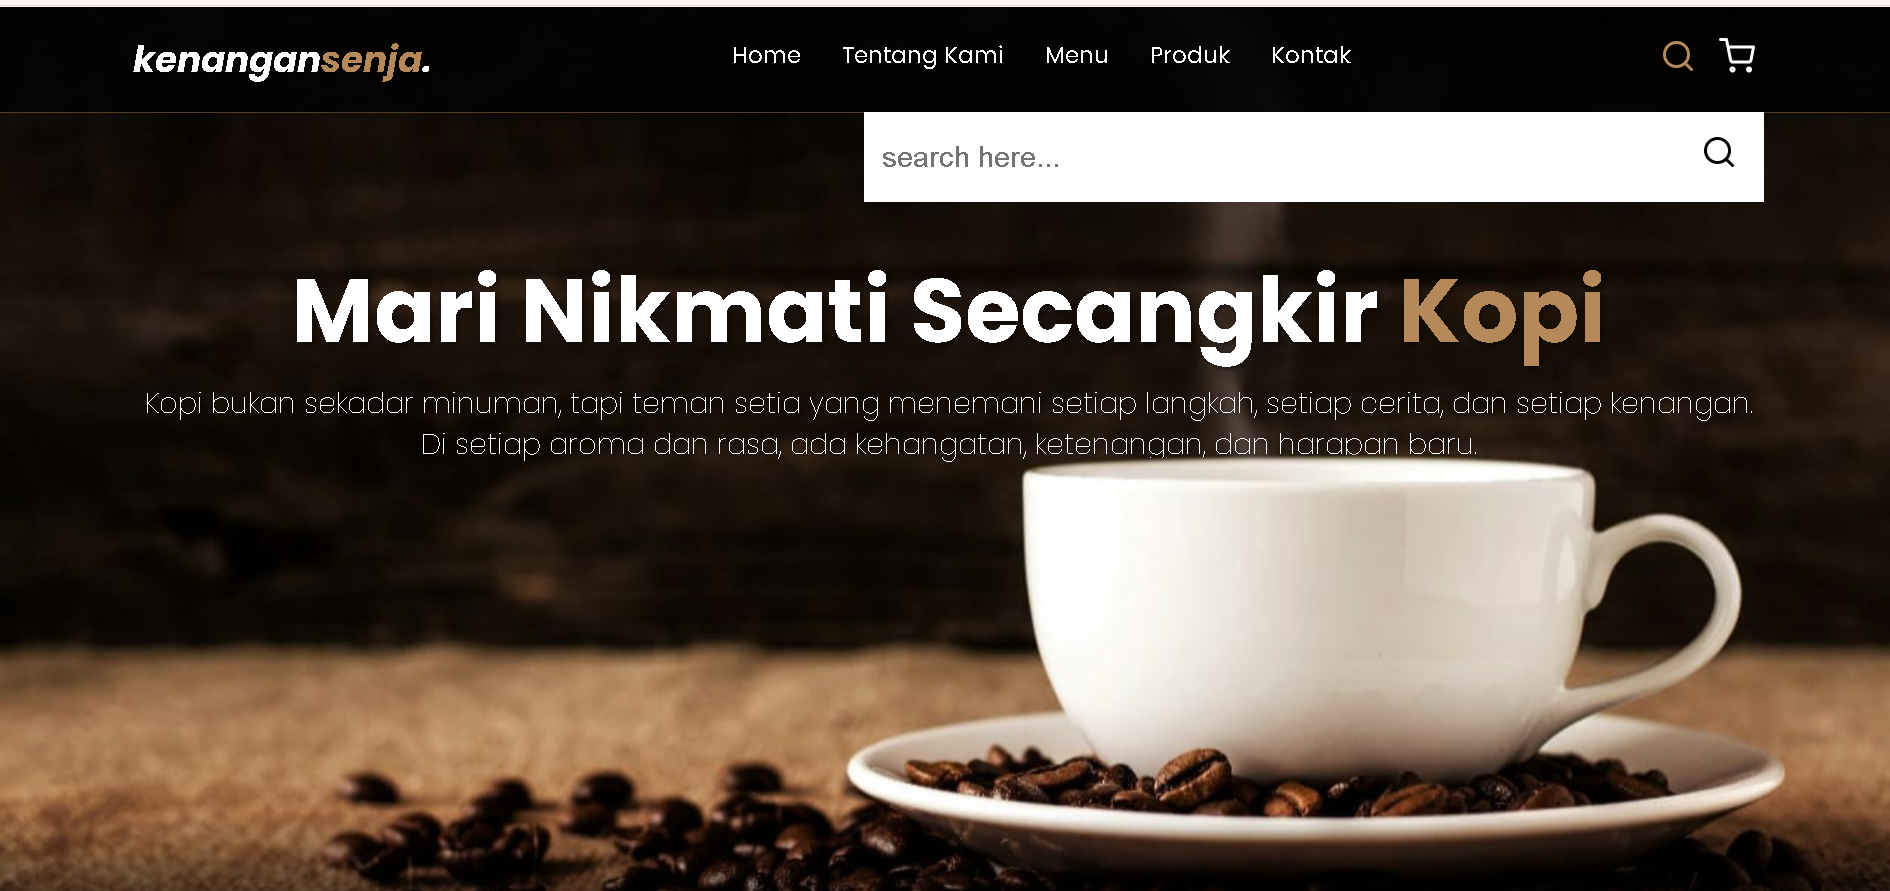 kenangansenja.
Home Tentang Kami Menu Produk Kontak
search here...
Mari Nikmati Secangkir Kopi
Kopi bukan sekadar minuman, tapi teman setia yang menemani setiap langkah, setiap cerita, dan setiap kenangan.
Di setiap aroma dan rasa, ada kehangatan, ketenangan, dan harapan baru.